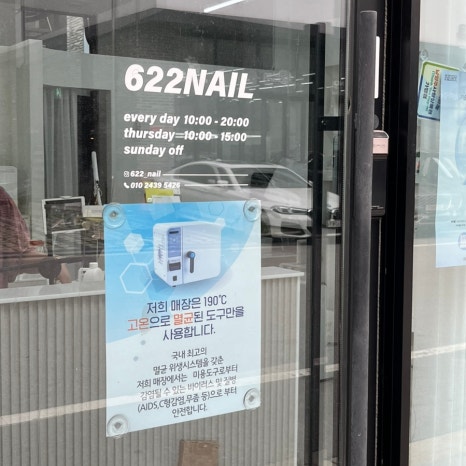 622NAIL
every day 10:00 - 20:00
thursday 10:00 - 15:00
sunday off
622_nail
010 2439 5426
저희 매장은 190℃
고온으로 멸균된 도구만을
사용합니다.
국내 최고의
멸균 위생시스템을 갖춘
저희 매장에서는 미용도구로부터
감염될 수 있는 바이러스 및 질병
(AIDS,C형간염,무좀 등)으로 부터
안전합니다.